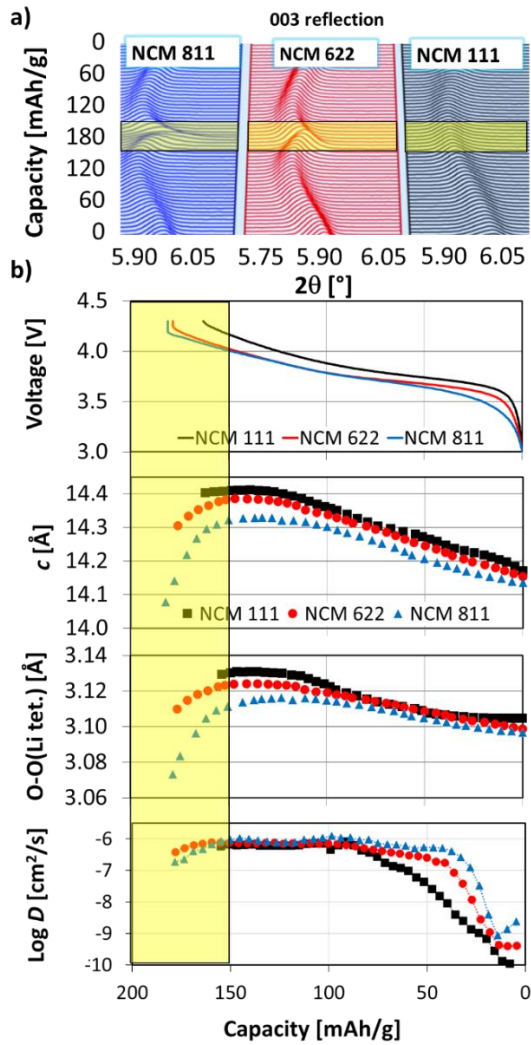 a)
003 reflection
NCM 811 NCM 622 NCM 111
Capacity [mAh/g]
0
60
120
180
120
60
0
5.90 6.05 5.75 5.90 6.05 5.90 6.05
2θ [°]
b)
Voltage [V]
4.5
4.0
3.5
3.0
NCM 111 NCM 622 NCM 811
c [Å]
14.4
14.3
14.2
14.1
14.0
NCM 111 NCM 622 NCM 811
O-O(Li tet.) [Å]
3.14
3.12
3.10
3.08
3.06
Log D [cm²/s]
-5
-6
-7
-8
-9
-10
200 150 100 50 0
Capacity [mAh/g]